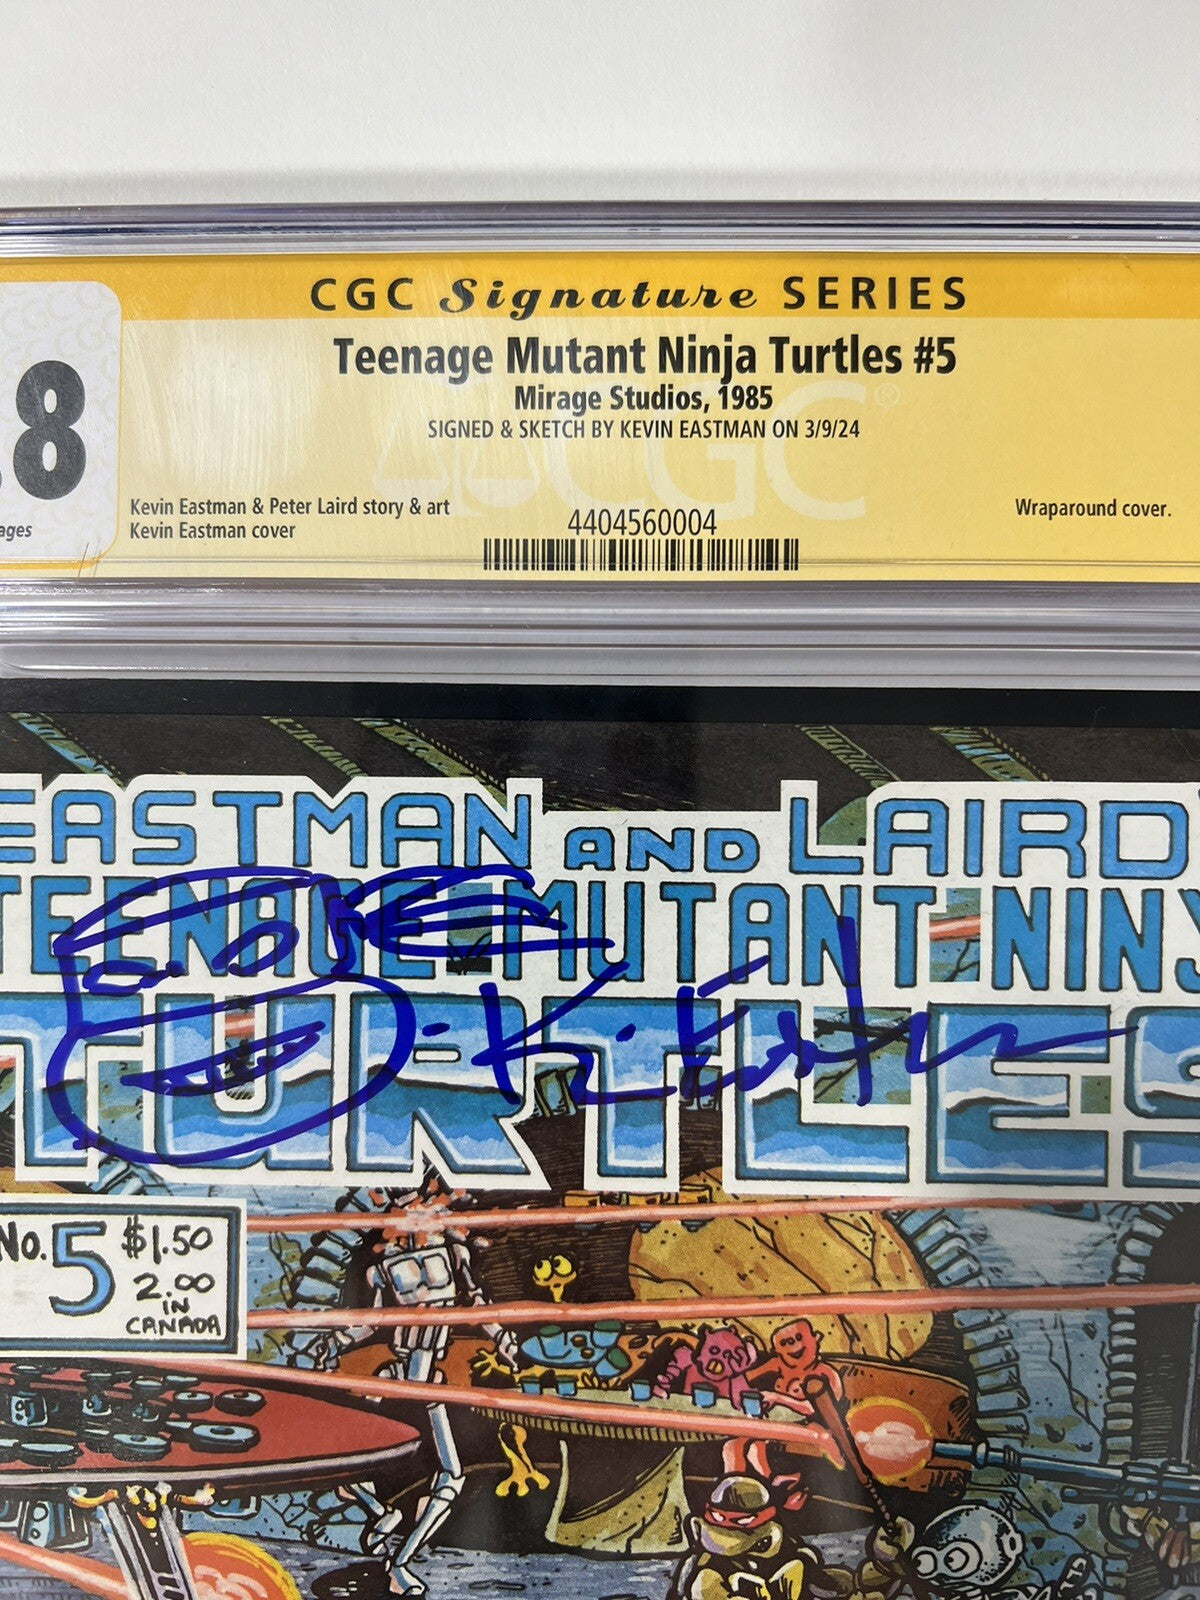 CGC Signature SERIES
Teenage Mutant Ninja Turtles #5
Mirage Studios, 1985
SIGNED & SKETCH BY KEVIN EASTMAN ON 3/9/24
.8
ages
Kevin Eastman & Peter Laird story & art
Kevin Eastman cover
4404560004
Wraparound cover.
CGC
EASTMAN AND LAIRD'
TEENAGE MUTANT NINJ
TURTLES
K. Eastman
No. 5 $1.50
2.00
IN
CANADA